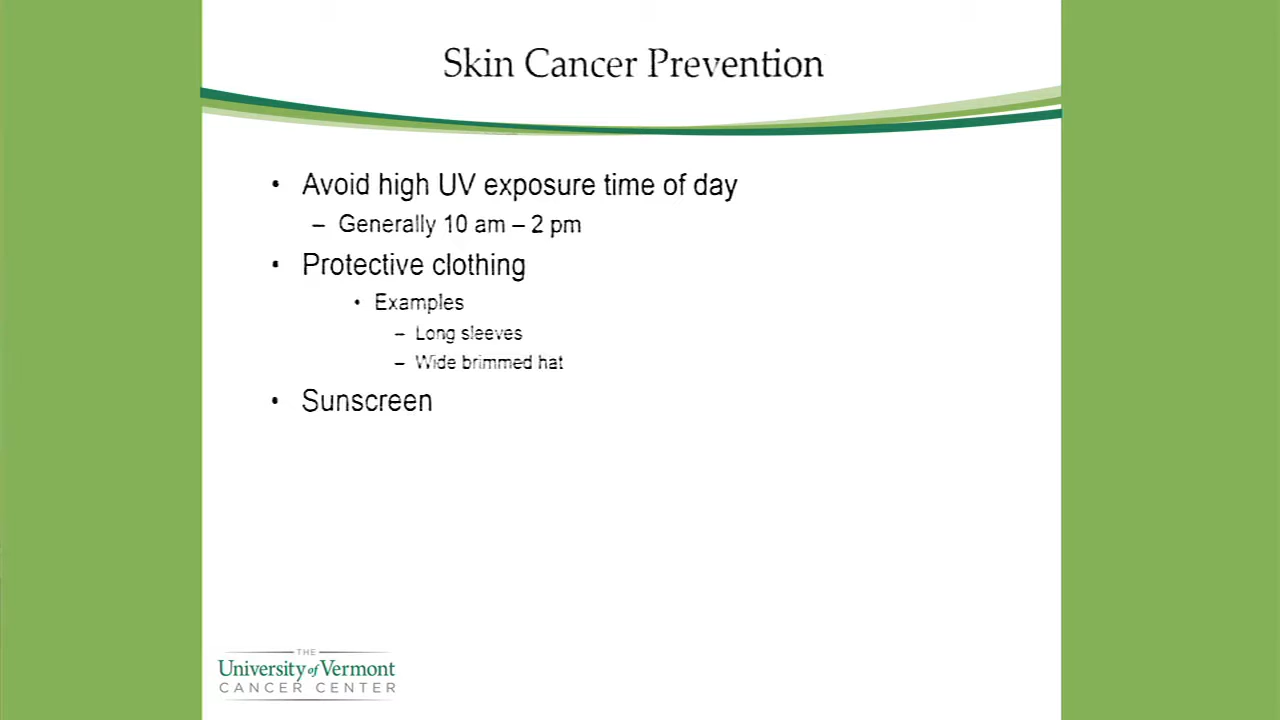 Skin Cancer Prevention
• Avoid high UV exposure time of day
– Generally 10 am – 2 pm
• Protective clothing
• Examples
– Long sleeves
– Wide brimmed hat
• Sunscreen
THE
University of Vermont
CANCER CENTER